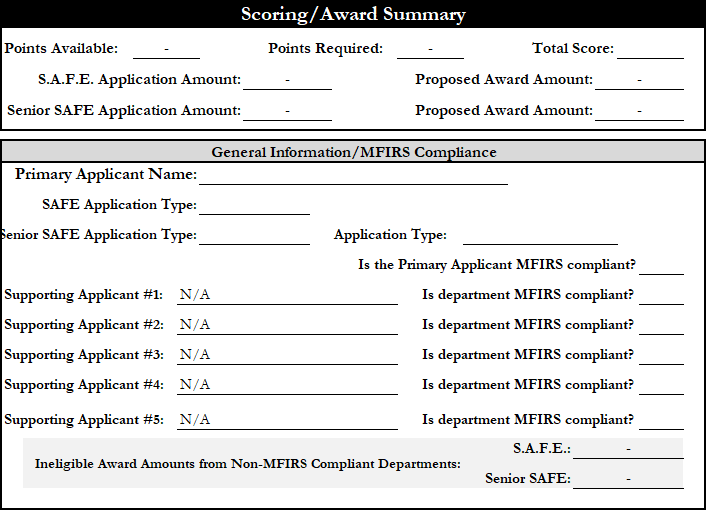 Scoring/Award Summary
Points Available: - Points Required: - Total Score:
S.A.F.E. Application Amount: - Proposed Award Amount: -
Senior SAFE Application Amount: - Proposed Award Amount: -
General Information/MFIRS Compliance
Primary Applicant Name:
SAFE Application Type:
Senior SAFE Application Type: Application Type:
Is the Primary Applicant MFIRS compliant?
Supporting Applicant #1: N/A Is department MFIRS compliant?
Supporting Applicant #2: N/A Is department MFIRS compliant?
Supporting Applicant #3: N/A Is department MFIRS compliant?
Supporting Applicant #4: N/A Is department MFIRS compliant?
Supporting Applicant #5: N/A Is department MFIRS compliant?
S.A.F.E.: -
Ineligible Award Amounts from Non-MFIRS Compliant Departments:
Senior SAFE: -